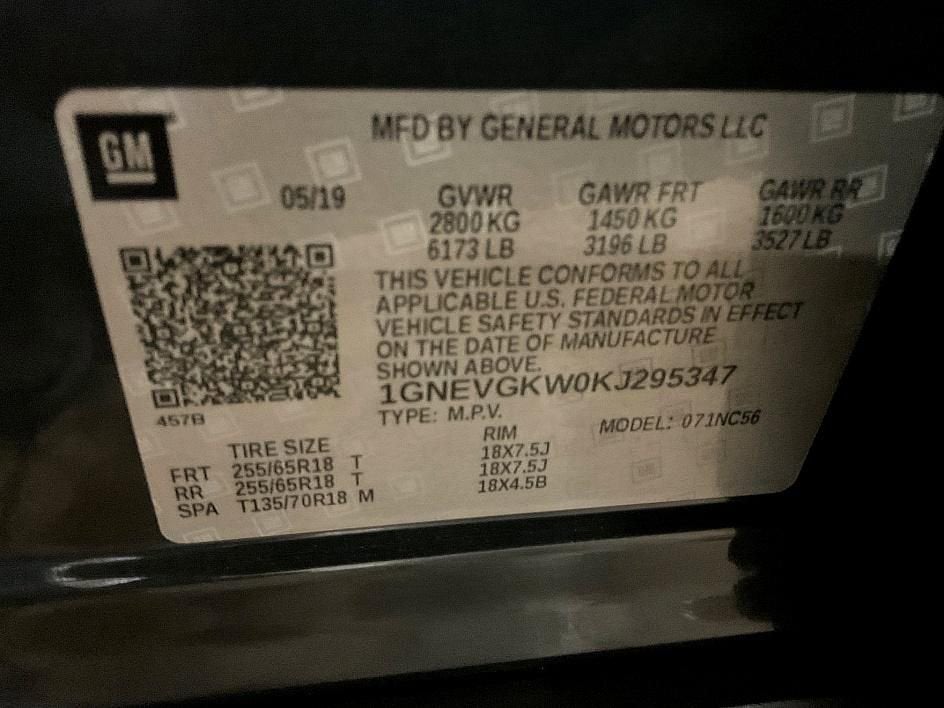 GM
MFD BY GENERAL MOTORS LLC
05/19 GVWR GAWR FRT GAWR RR
2800 KG 1450 KG 1600 KG
6173 LB 3196 LB 3527 LB
THIS VEHICLE CONFORMS TO ALL
APPLICABLE U.S. FEDERAL MOTOR
VEHICLE SAFETY STANDARDS IN EFFECT
ON THE DATE OF MANUFACTURE
SHOWN ABOVE.
1GNEVGKW0KJ295347
457B
TYPE: M.P.V. MODEL: 071NC56
TIRE SIZE RIM
FRT 255/65R18 T 18X7.5J
RR 255/65R18 T 18X7.5J
SPA T135/70R18 M 18X4.5B